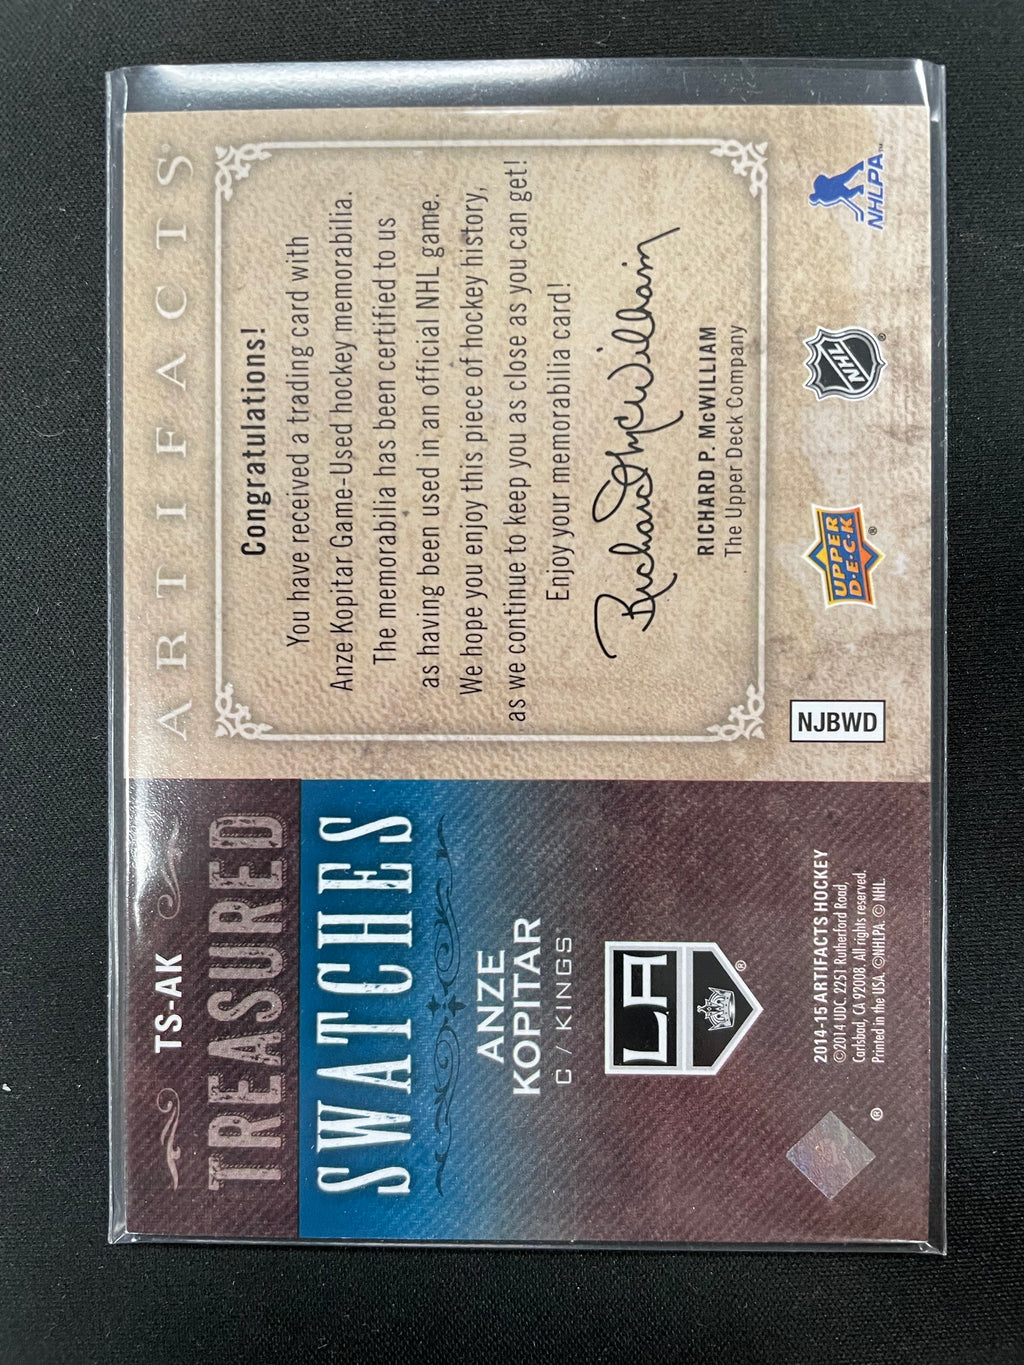 TS-AK
TREASURED
SWATCHES
ANZE
KOPITAR
C / KINGS
LA
®
®
2014-15 ARTIFACTS HOCKEY
©2014 UDC, 2251 Rutherford Road,
Carlsbad, CA 92008. All rights reserved.
Printed in the USA. ©NHLPA. © NHL.
ARTIFACTS
Congratulations!
You have received a trading card with
Anze Kopitar Game-Used hockey memorabilia.
The memorabilia has been certified to us
as having been used in an official NHL game.
We hope you enjoy this piece of hockey history,
as we continue to keep you as close as you can get!
Enjoy your memorabilia card!
Richard McWilliam
RICHARD P. McWILLIAM
The Upper Deck Company
NJBWD
UPPER
D·E·C·K
®
NHL
®
NHLPA™